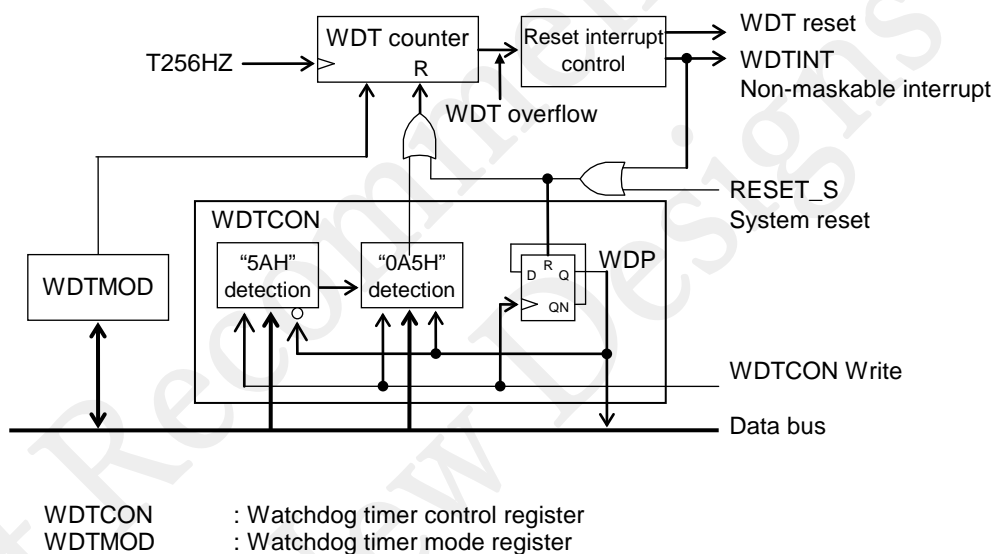 WDT counter
R
T256HZ
Reset interrupt
control
WDT reset
WDTINT
Non-maskable interrupt
WDT overflow
RESET_S
System reset
WDTCON
"5AH"
detection
"0A5H"
detection
WDP
R
D
Q
QN
WDTMOD
WDTCON Write
Data bus
WDTCON : Watchdog timer control register
WDTMOD : Watchdog timer mode register